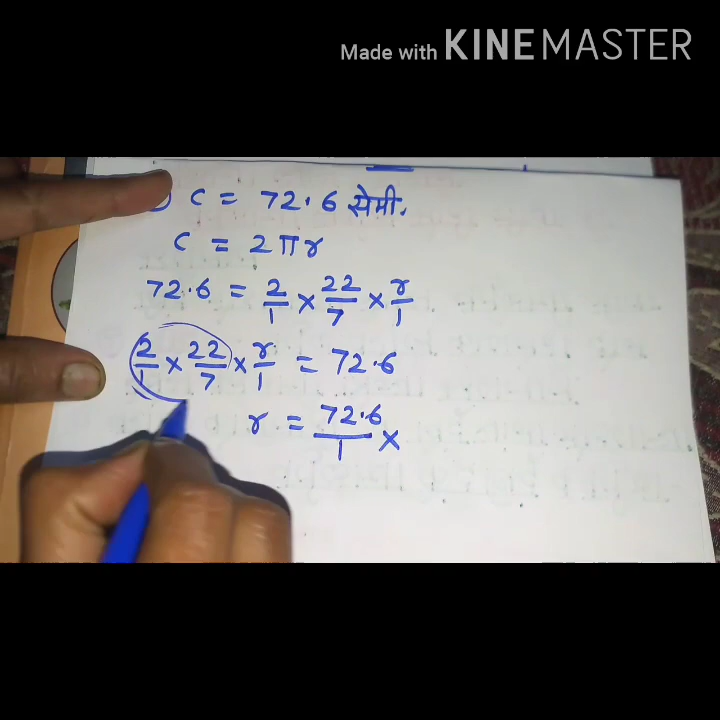 Made with KINEMASTER
) C = 72.6 सेमी.
C = 2πr
72.6 = 2/1 × 22/7 × r/1
2/1 × 22/7 × r/1 = 72.6
r = 72.6/1 ×